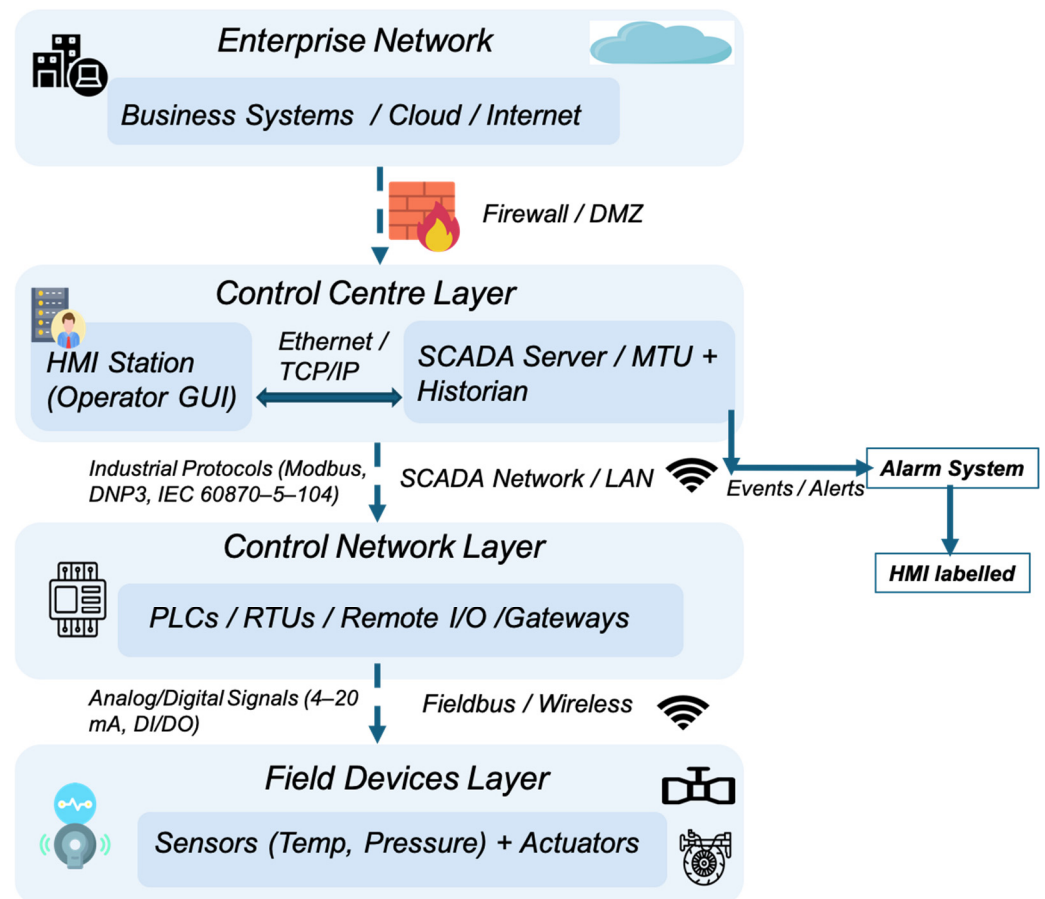 Enterprise Network
Business Systems / Cloud / Internet
Firewall / DMZ
Control Centre Layer
HMI Station
(Operator GUI)
Ethernet /
TCP/IP
SCADA Server / MTU +
Historian
Industrial Protocols (Modbus,
DNP3, IEC 60870–5–104)
SCADA Network / LAN
Events / Alerts
Alarm System
HMI labelled
Control Network Layer
PLCs / RTUs / Remote I/O /Gateways
Analog/Digital Signals (4–20
mA, DI/DO)
Fieldbus / Wireless
Field Devices Layer
Sensors (Temp, Pressure) + Actuators